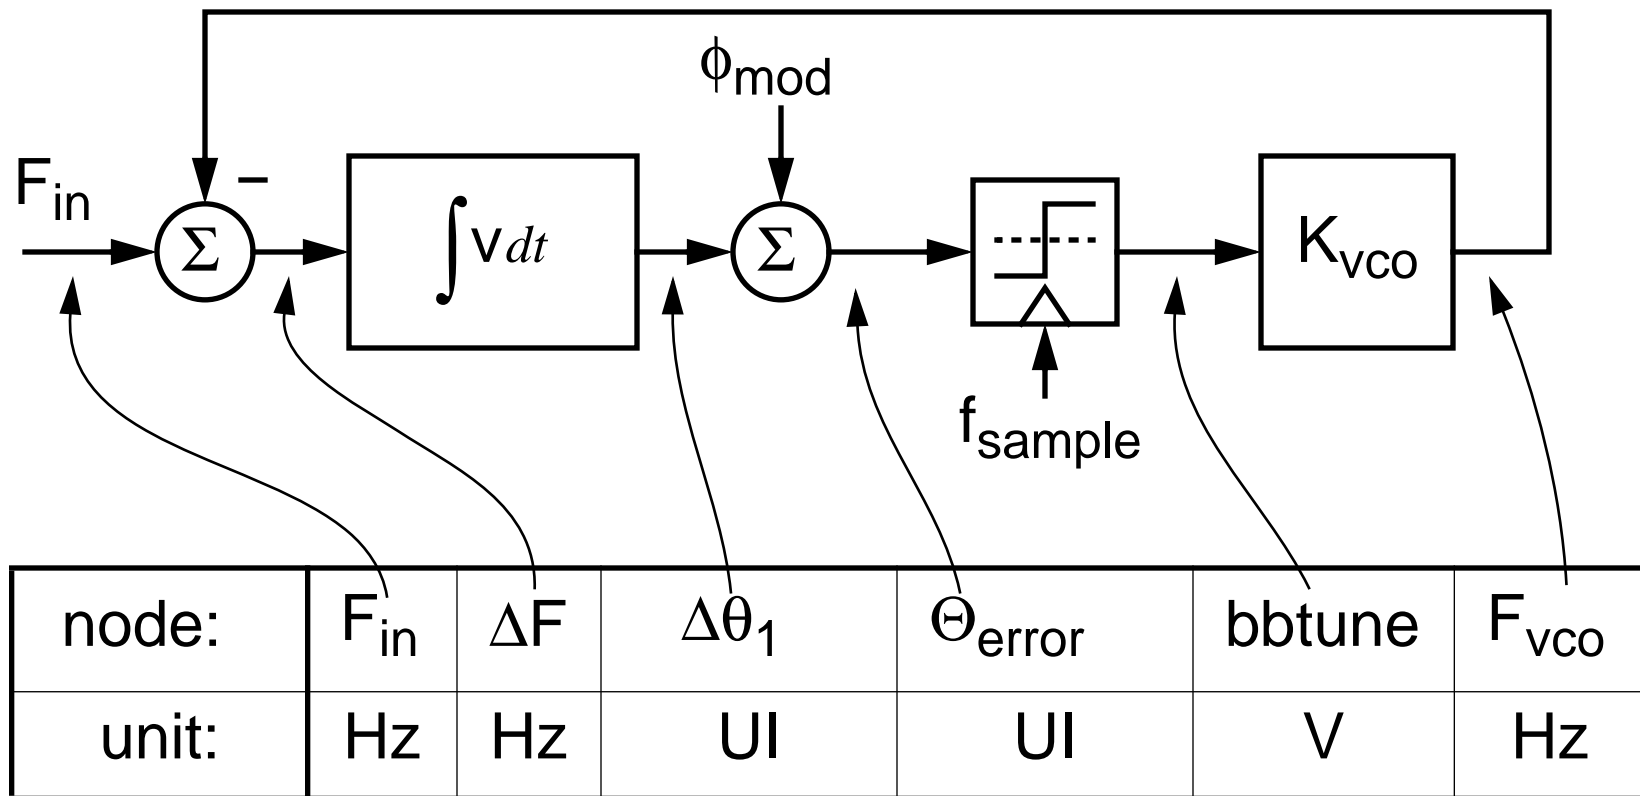 ϕmod
Fin
−
Σ
∫ v dt
Σ
Kvco
fsample
node: Fin ΔF Δθ1 Θerror bbtune Fvco
unit: Hz Hz UI UI V Hz